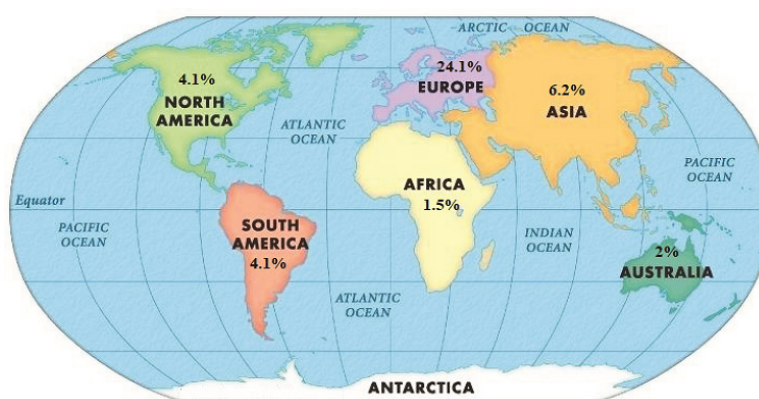 ARCTIC OCEAN
4.1%
NORTH
AMERICA
24.1%
EUROPE
6.2%
ASIA
ATLANTIC
OCEAN
PACIFIC
OCEAN
Equator
AFRICA
1.5%
PACIFIC
OCEAN
SOUTH
AMERICA
4.1%
INDIAN
OCEAN
2%
AUSTRALIA
ATLANTIC
OCEAN
ANTARCTICA